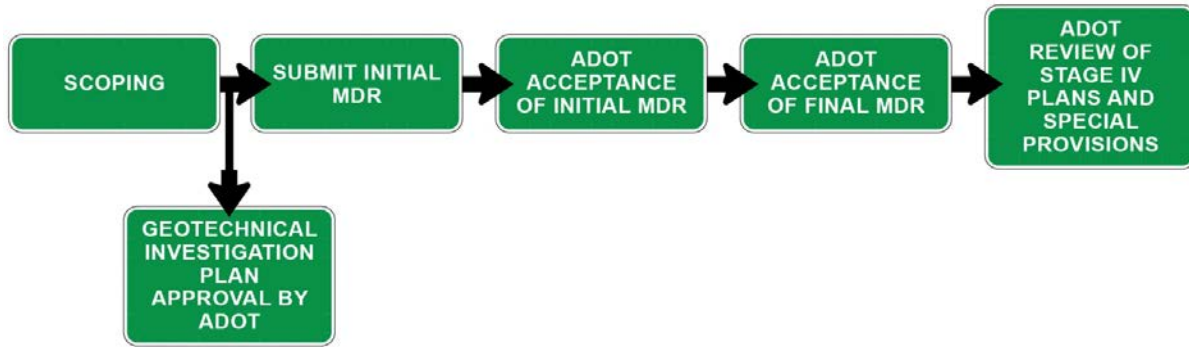 SCOPING
SUBMIT INITIAL
MDR
ADOT
ACCEPTANCE
OF INITIAL MDR
ADOT
ACCEPTANCE
OF FINAL MDR
ADOT
REVIEW OF
STAGE IV
PLANS AND
SPECIAL
PROVISIONS
GEOTECHNICAL
INVESTIGATION
PLAN
APPROVAL BY
ADOT